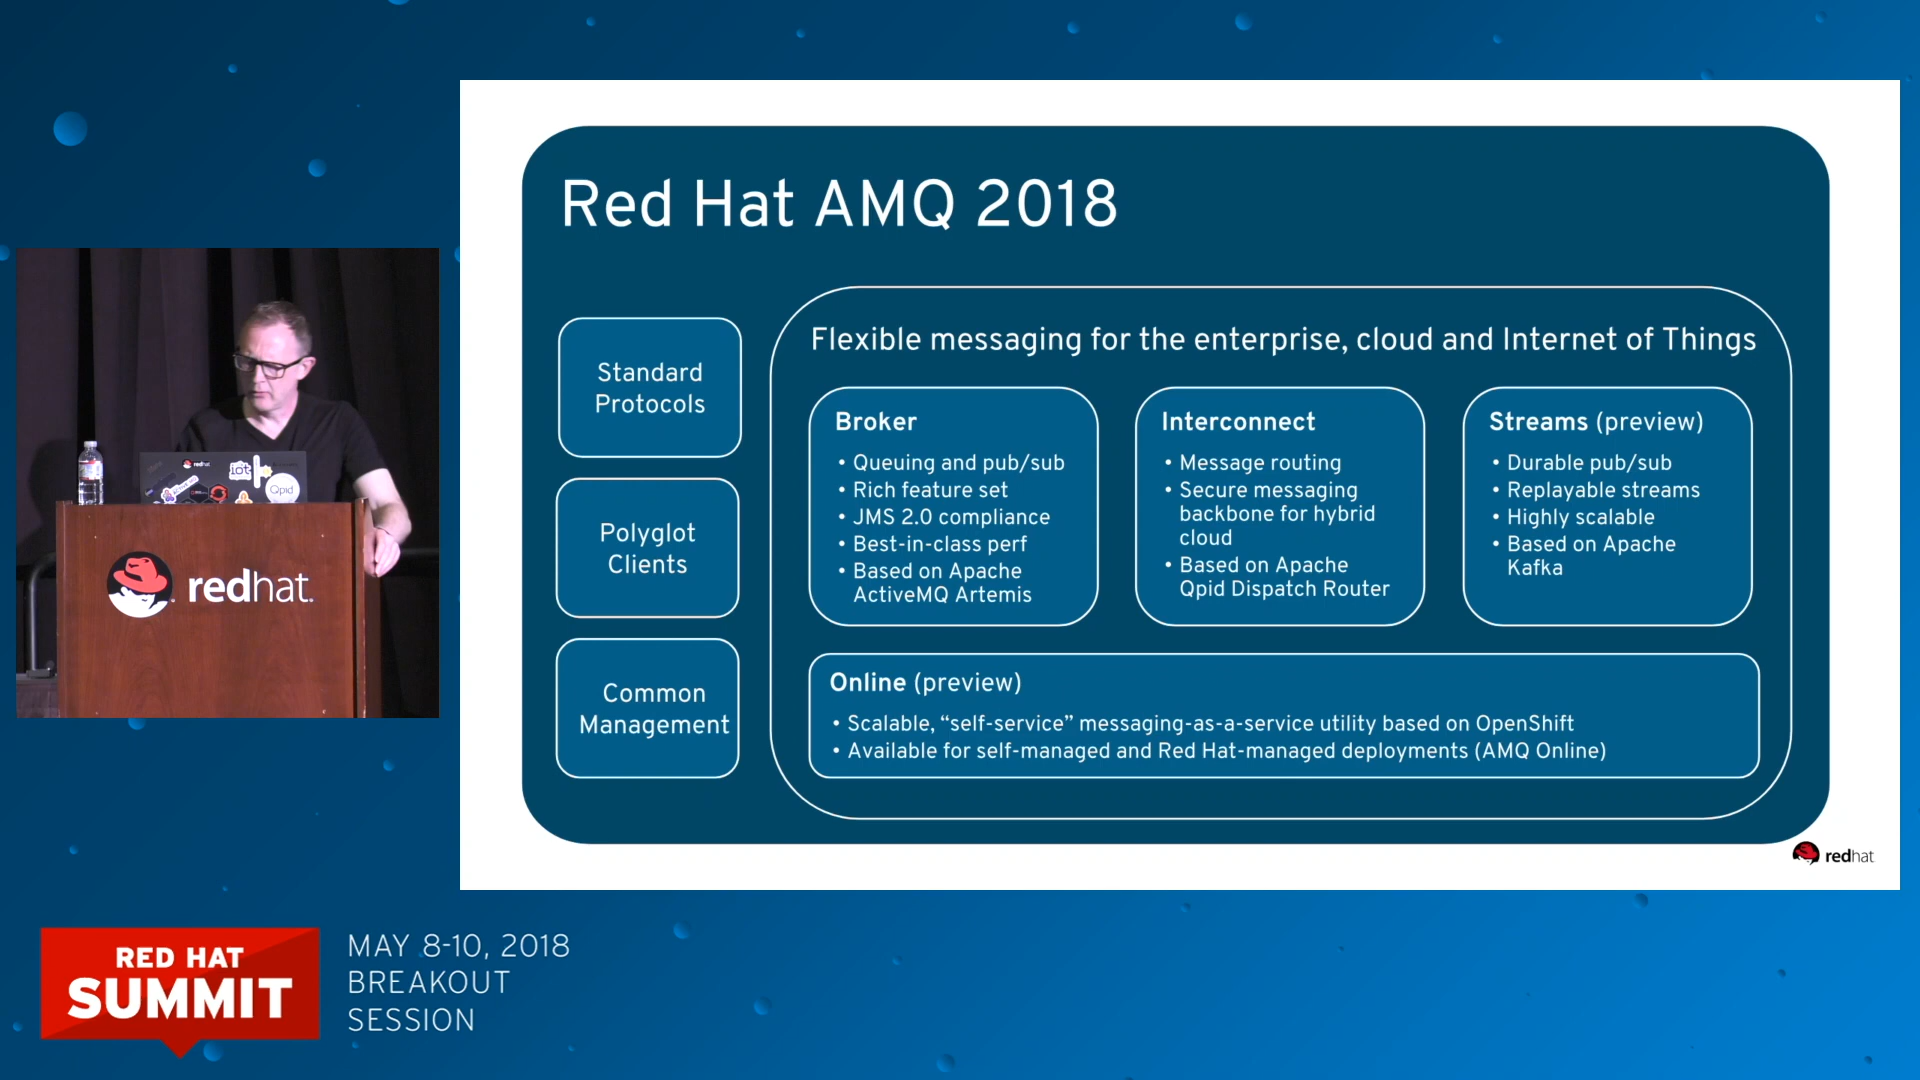 Red Hat AMQ 2018
Standard
Protocols
Polyglot
Clients
Common
Management
Flexible messaging for the enterprise, cloud and Internet of Things
Broker
• Queuing and pub/sub
• Rich feature set
• JMS 2.0 compliance
• Best-in-class perf
• Based on Apache
ActiveMQ Artemis
Interconnect
• Message routing
• Secure messaging
backbone for hybrid
cloud
• Based on Apache
Qpid Dispatch Router
Streams (preview)
• Durable pub/sub
• Replayable streams
• Highly scalable
• Based on Apache
Kafka
Online (preview)
• Scalable, “self-service” messaging-as-a-service utility based on OpenShift
• Available for self-managed and Red Hat-managed deployments (AMQ Online)
redhat
redhat
iot
Qpid
redhat.
RED HAT
SUMMIT
MAY 8-10, 2018
BREAKOUT
SESSION